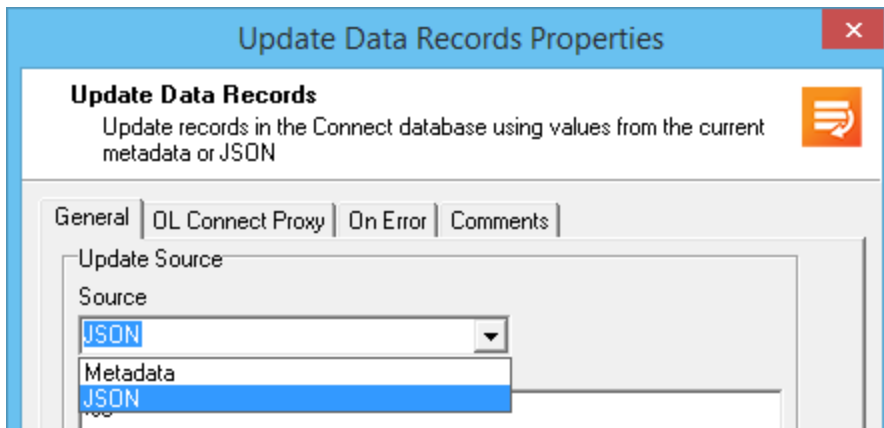 Update Data Records Properties
Update Data Records
Update records in the Connect database using values from the current
metadata or JSON
General OL Connect Proxy On Error Comments
Update Source
Source
JSON
Metadata
JSON